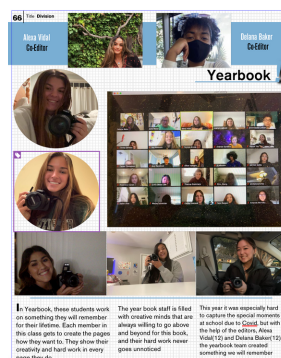 66 Title Division
Alexa Vidal
Co-Editor
Delana Baker
Co-Editor
Yearbook
In Yearbook, these students work
on something they will remember
for their lifetime. Each member in
this class gets to create the pages
how they want to. They show their
creativity and hard work in every
page they do
The year book staff is filled
with creative minds that are
always willing to go above
and beyond for this book,
and their hard work never
goes unnoticed
This year it was especially hard
to capture the special moments
at school due to Covid, but with
the help of the editors, Alexa
Vidal(12) and Delana Baker(12)
the yearbook team created
something we will remember